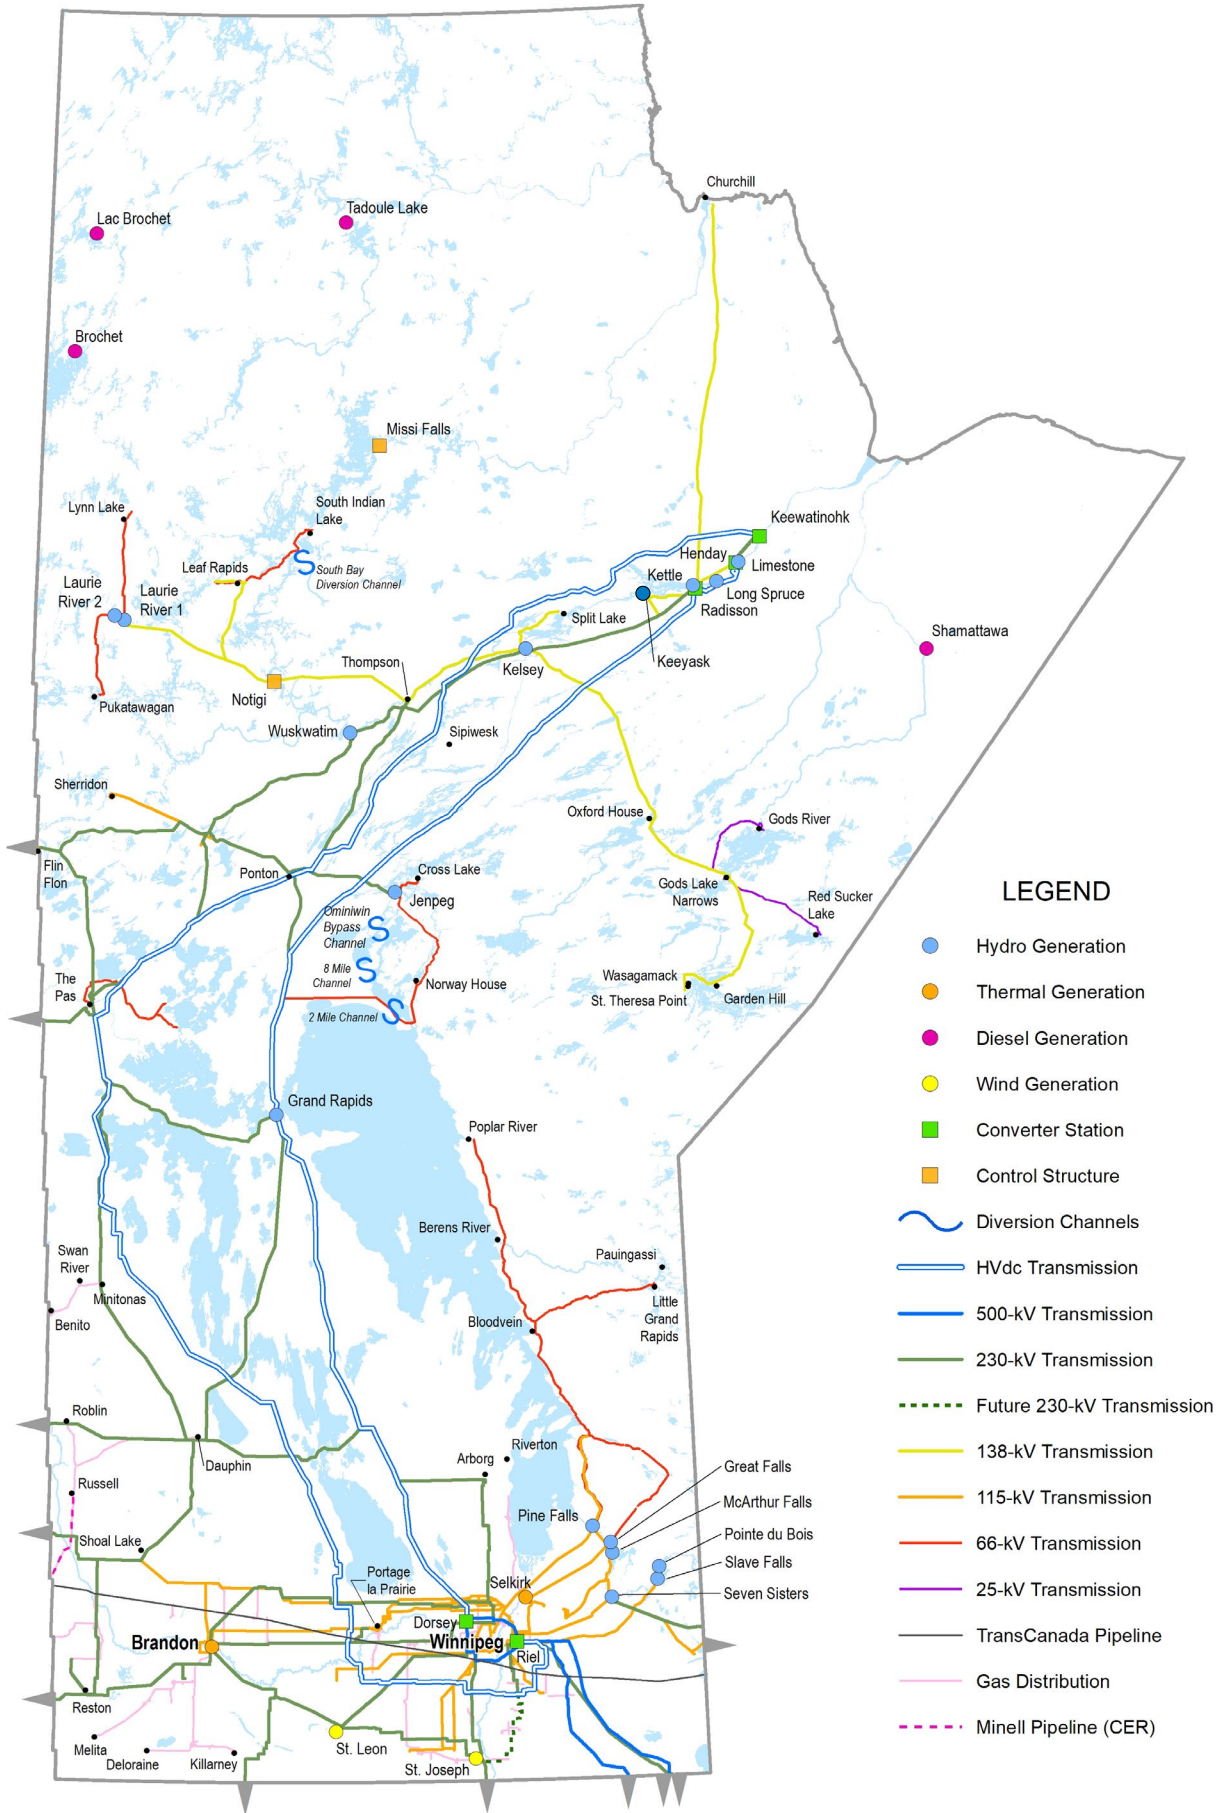 Churchill
Lac Brochet
Tadoule Lake
Brochet
Missi Falls
Lynn Lake
South Indian
Lake
Keewatinohk
Henday
Limestone
Leaf Rapids
South Bay
Diversion Channel
Laurie
River 2
Laurie
River 1
Kettle
Long Spruce
Radisson
Split Lake
Shamattawa
Keeyask
Kelsey
Thompson
Notigi
Pukatawagan
Wuskwatim
Sipiwesk
Sherridon
Oxford House
Gods River
Flin
Flon
Ponton
Cross Lake
Jenpeg
Gods Lake
Narrows
Red Sucker
Lake
Ominiwin
Bypass
Channel
8 Mile
Channel
The
Pas
Norway House
Wasagamack
St. Theresa Point
Garden Hill
2 Mile Channel
Grand Rapids
Poplar River
Berens River
Pauingassi
Swan
River
Minitonas
Benito
Little
Grand
Rapids
Bloodvein
Roblin
Dauphin
Riverton
Arborg
Russell
Great Falls
McArthur Falls
Pine Falls
Pointe du Bois
Shoal Lake
Slave Falls
Portage
la Prairie
Selkirk
Seven Sisters
Dorsey
Brandon
Winnipeg
Riel
Reston
Melita
Deloraine
Killarney
St. Leon
St. Joseph
LEGEND
Hydro Generation
Thermal Generation
Diesel Generation
Wind Generation
Converter Station
Control Structure
Diversion Channels
HVdc Transmission
500-kV Transmission
230-kV Transmission
Future 230-kV Transmission
138-kV Transmission
115-kV Transmission
66-kV Transmission
25-kV Transmission
TransCanada Pipeline
Gas Distribution
Minell Pipeline (CER)